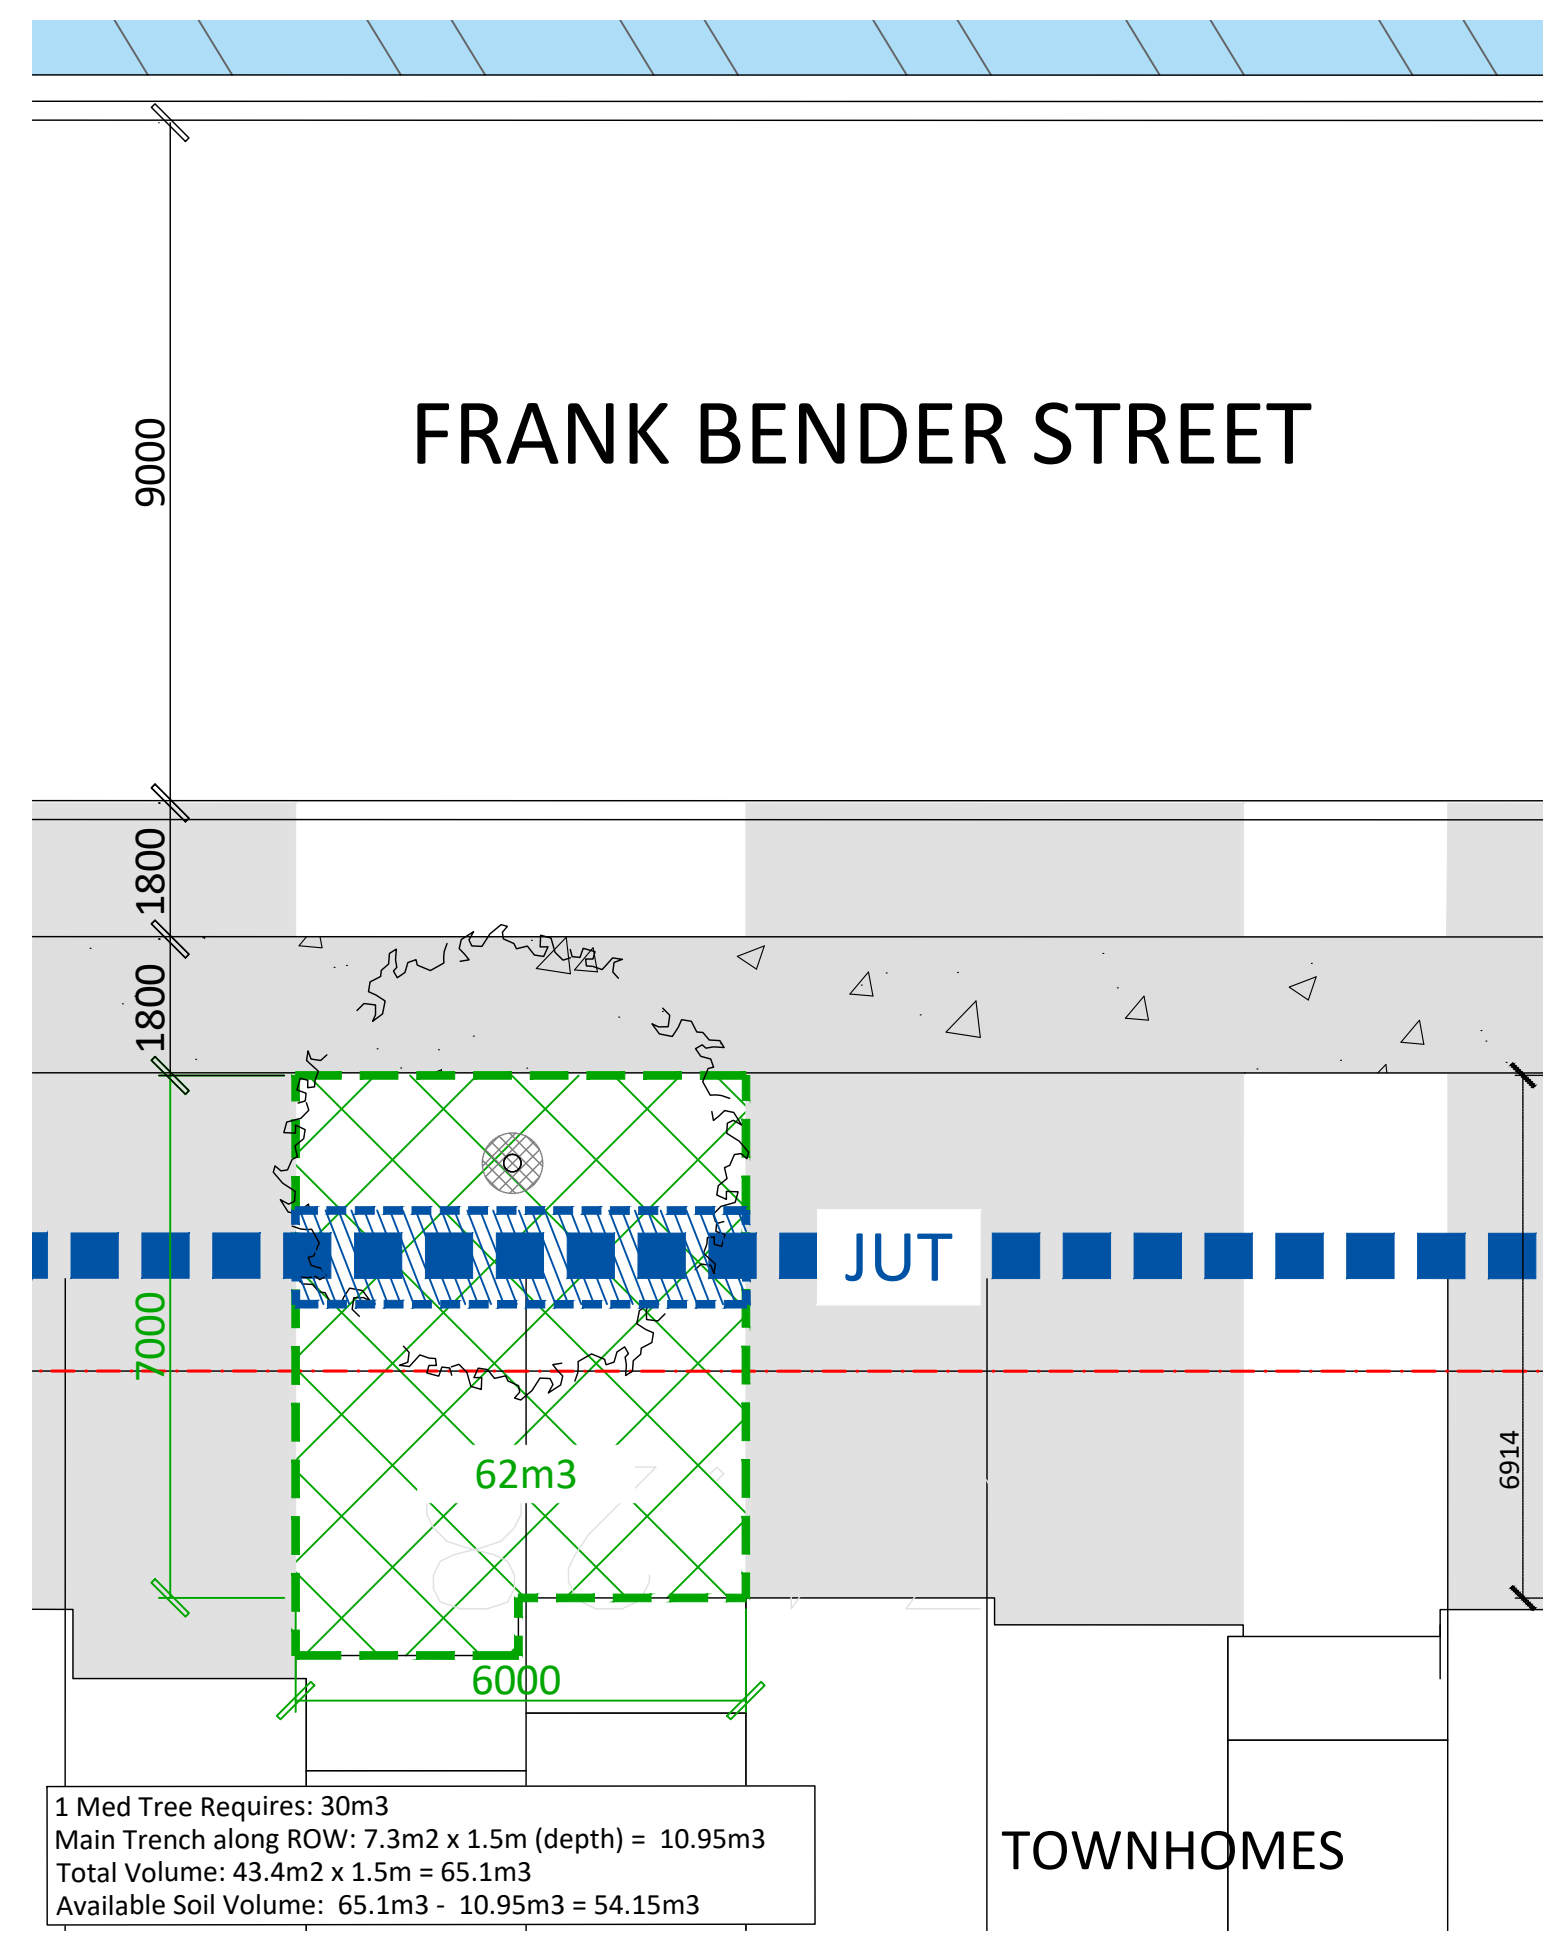 FRANK BENDER STREET
9000
1800
1800
JUT
7000
6914
62m3
28
6000
1 Med Tree Requires: 30m3
Main Trench along ROW: 7.3m2 x 1.5m (depth) = 10.95m3
Total Volume: 43.4m2 x 1.5m = 65.1m3
Available Soil Volume: 65.1m3 - 10.95m3 = 54.15m3
TOWNHOMES